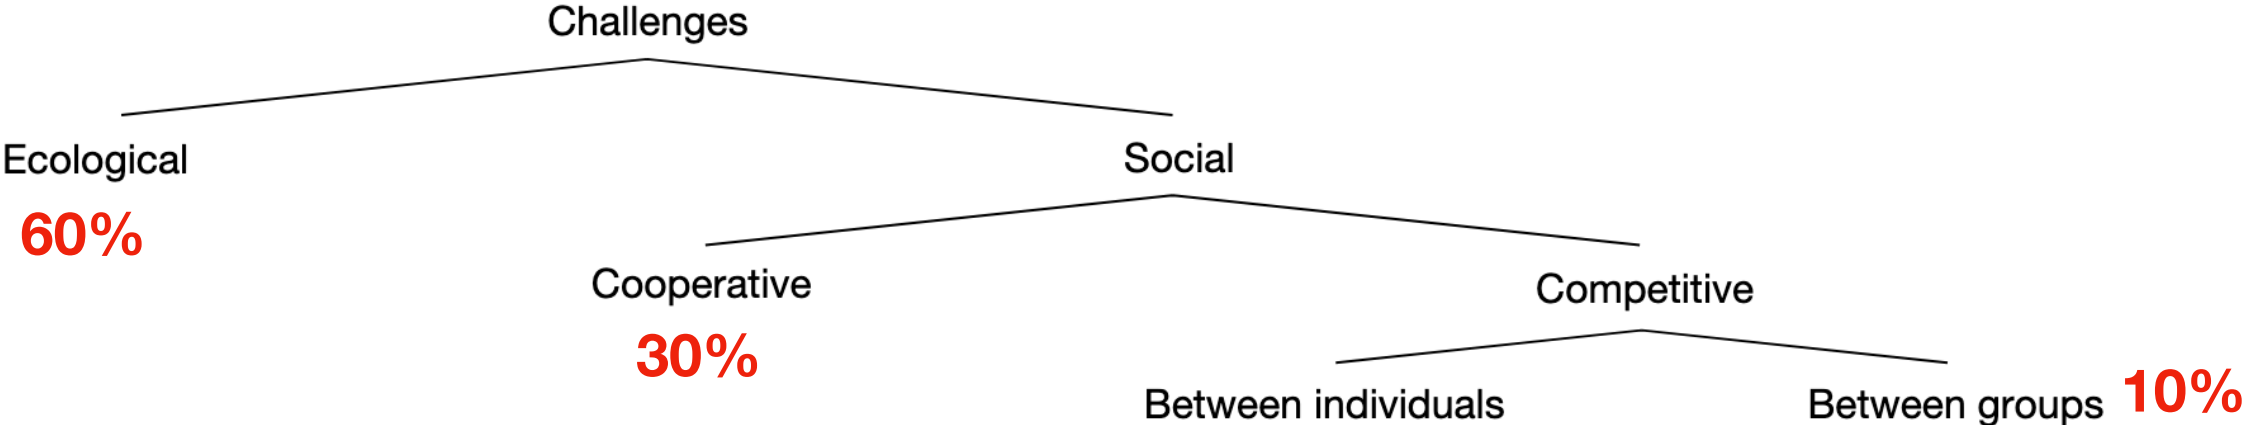 Challenges
Ecological
Social
60%
Cooperative
Competitive
30%
Between individuals
Between groups 10%